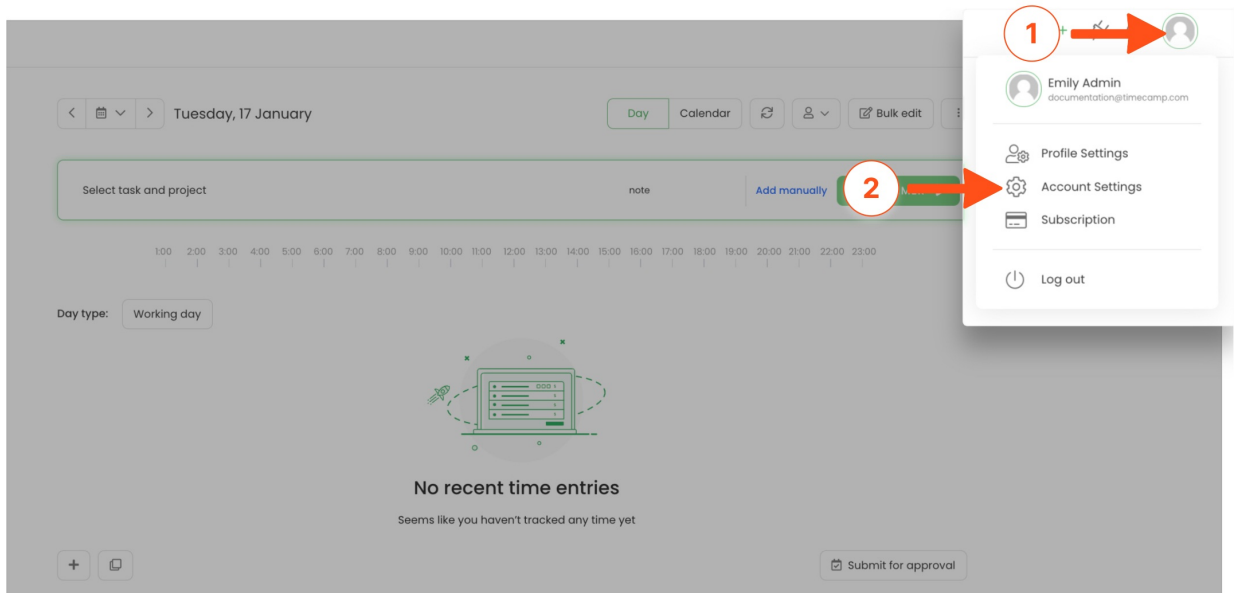 1
Emily Admin
documentation@timecamp.com
Tuesday, 17 January
Day
Calendar
Bulk edit
Profile Settings
Select task and project
note
Add manually
2
Account Settings
Subscription
1:00 2:00 3:00 4:00 5:00 6:00 7:00 8:00 9:00 10:00 11:00 12:00 13:00 14:00 15:00 16:00 17:00 18:00 19:00 20:00 21:00 22:00 23:00
Log out
Day type:
Working day
No recent time entries
Seems like you haven't tracked any time yet
Submit for approval